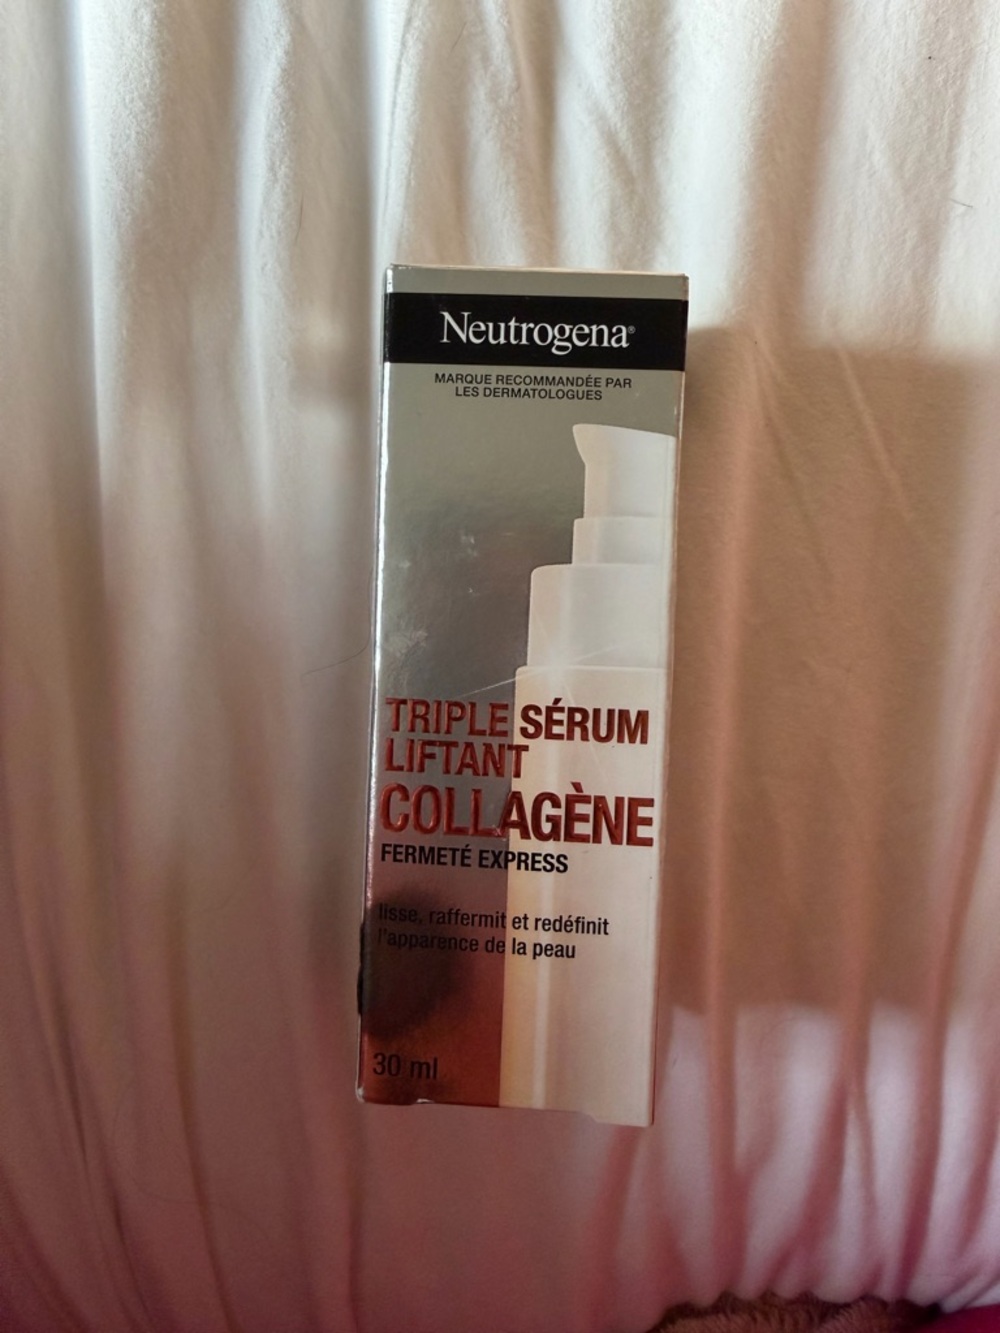 Neutrogena®
MARQUE RECOMMANDÉE PAR
LES DERMATOLOGUES
TRIPLE SÉRUM
LIFTANT
COLLAGÈNE
FERMETÉ EXPRESS
lisse, raffermit et redéfinit
l'apparence de la peau
30 ml